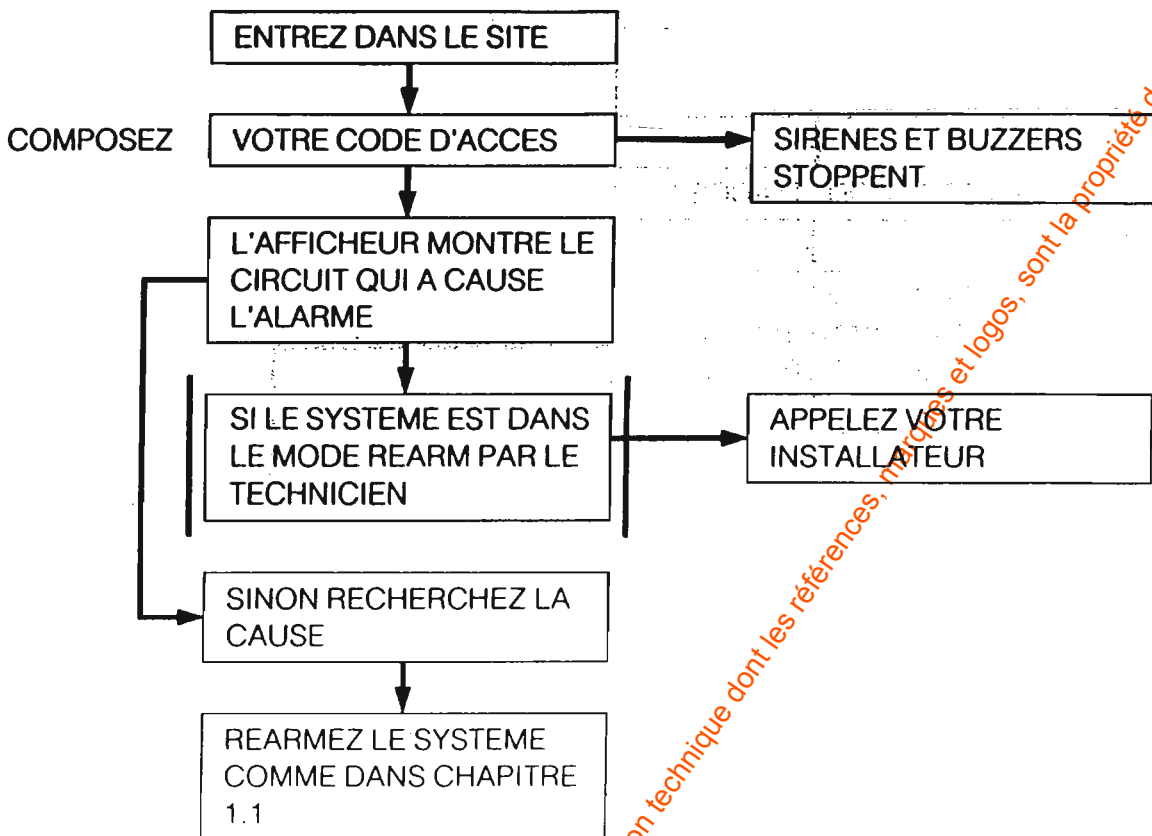 ENTREZ DANS LE SITE
COMPOSEZ
VOTRE CODE D'ACCES
SIRENES ET BUZZERS
STOPPENT
L'AFFICHEUR MONTRE LE
CIRCUIT QUI A CAUSE
L'ALARME
SI LE SYSTEME EST DANS
LE MODE REARM PAR LE
TECHNICIEN
APPELEZ VOTRE
INSTALLATEUR
SINON RECHERCHEZ LA
CAUSE
REARMEZ LE SYSTEME
COMME DANS CHAPITRE
1.1
technique dont les références, marques et logos, sont la propriété